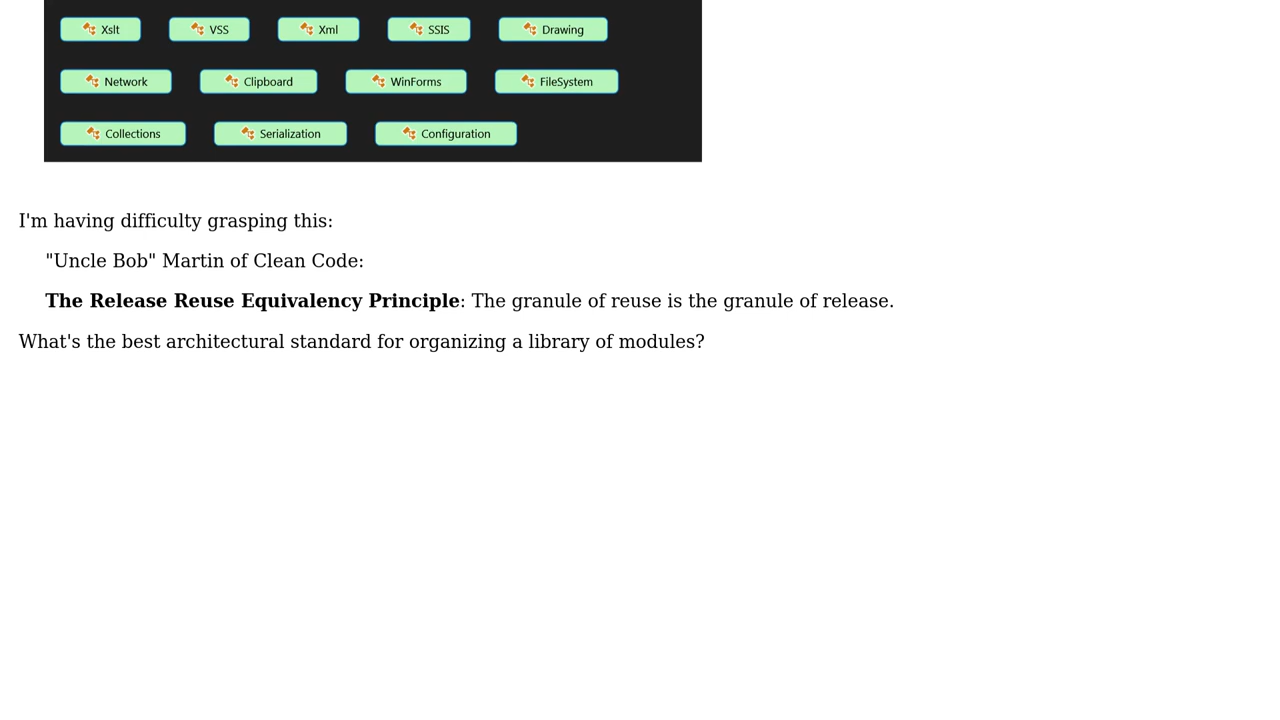 Xslt VSS Xml SSIS Drawing
Network Clipboard WinForms FileSystem
Collections Serialization Configuration
I'm having difficulty grasping this:
"Uncle Bob" Martin of Clean Code:
The Release Reuse Equivalency Principle: The granule of reuse is the granule of release.
What's the best architectural standard for organizing a library of modules?